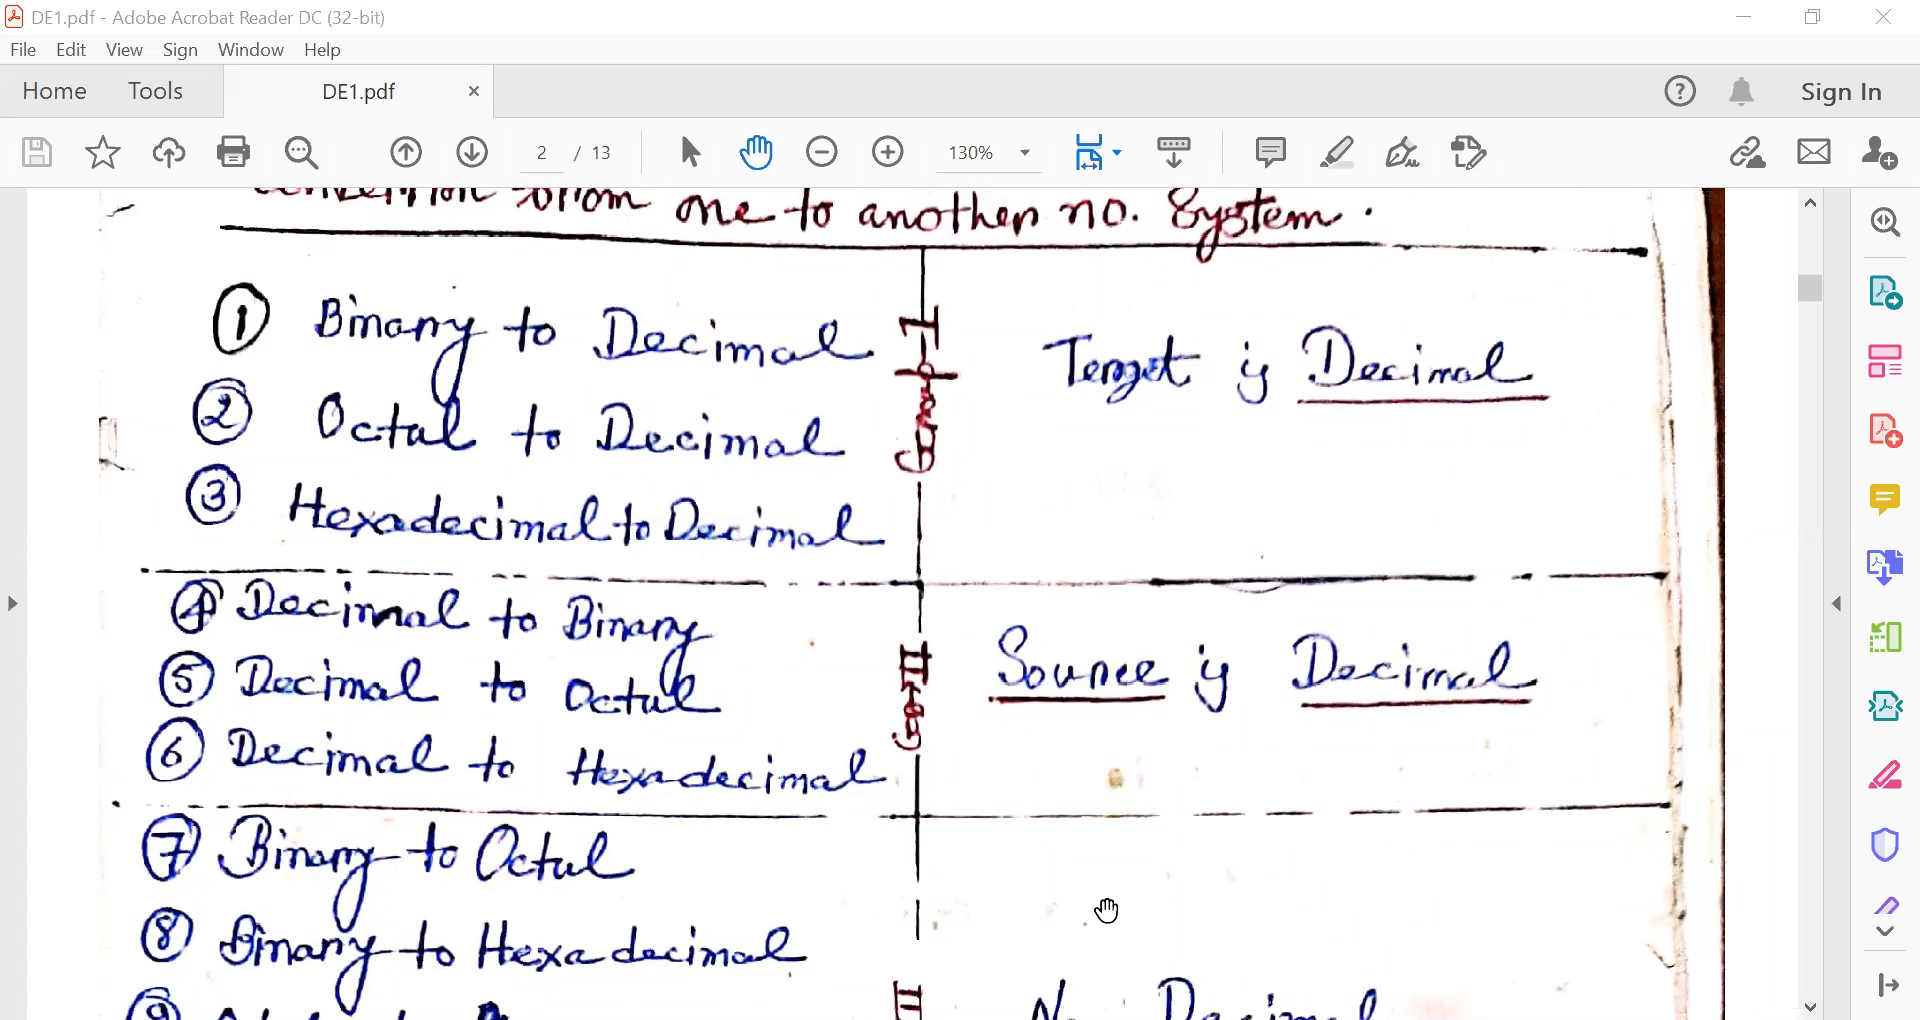 DE1.pdf - Adobe Acrobat Reader DC (32-bit)
File Edit View Sign Window Help
Home Tools DE1.pdf Sign In
2 / 13 130%
one to another no. System.
① Binary to Decimal
② Octal to Decimal
③ Hexadecimal to Decimal
Target is Decimal
④ Decimal to Binary
⑤ Decimal to Octal
⑥ Decimal to Hexadecimal
Source is Decimal
⑦ Binary to Octal
⑧ Binary to Hexadecimal
⑨
No Decimal